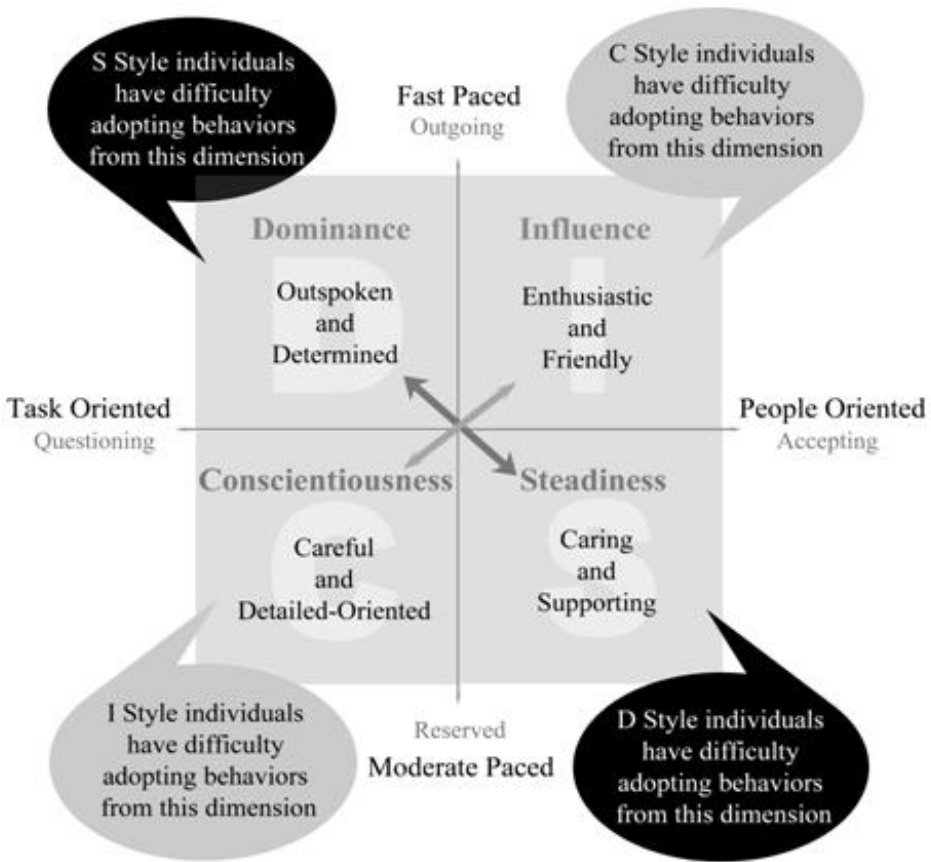 S Style individuals
have difficulty
adopting behaviors
from this dimension
C Style individuals
have difficulty
adopting behaviors
from this dimension
Fast Paced
Outgoing
Dominance
D
Outspoken
and
Determined
Influence
I
Enthusiastic
and
Friendly
Task Oriented
Questioning
People Oriented
Accepting
Conscientiousness
C
Careful
and
Detailed-Oriented
Steadiness
S
Caring
and
Supporting
I Style individuals
have difficulty
adopting behaviors
from this dimension
Reserved
Moderate Paced
D Style individuals
have difficulty
adopting behaviors
from this dimension